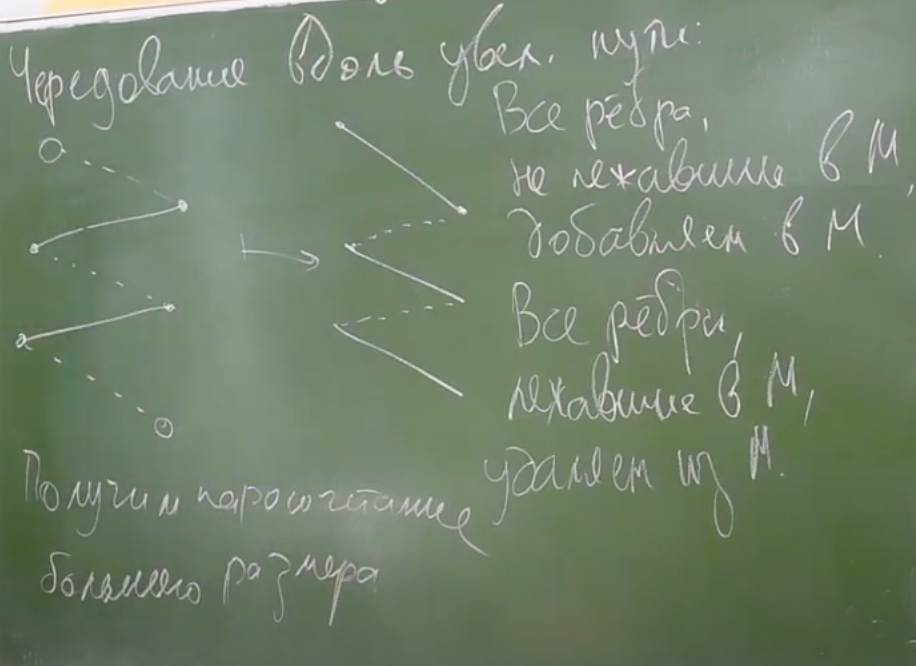 Чередование вдоль увел. пути:
Все рёбра,
не лежавшие в M,
добавляем в M.
Все рёбра,
лежавшие в M,
удаляем из M.
Получим паросочетание
большего размера